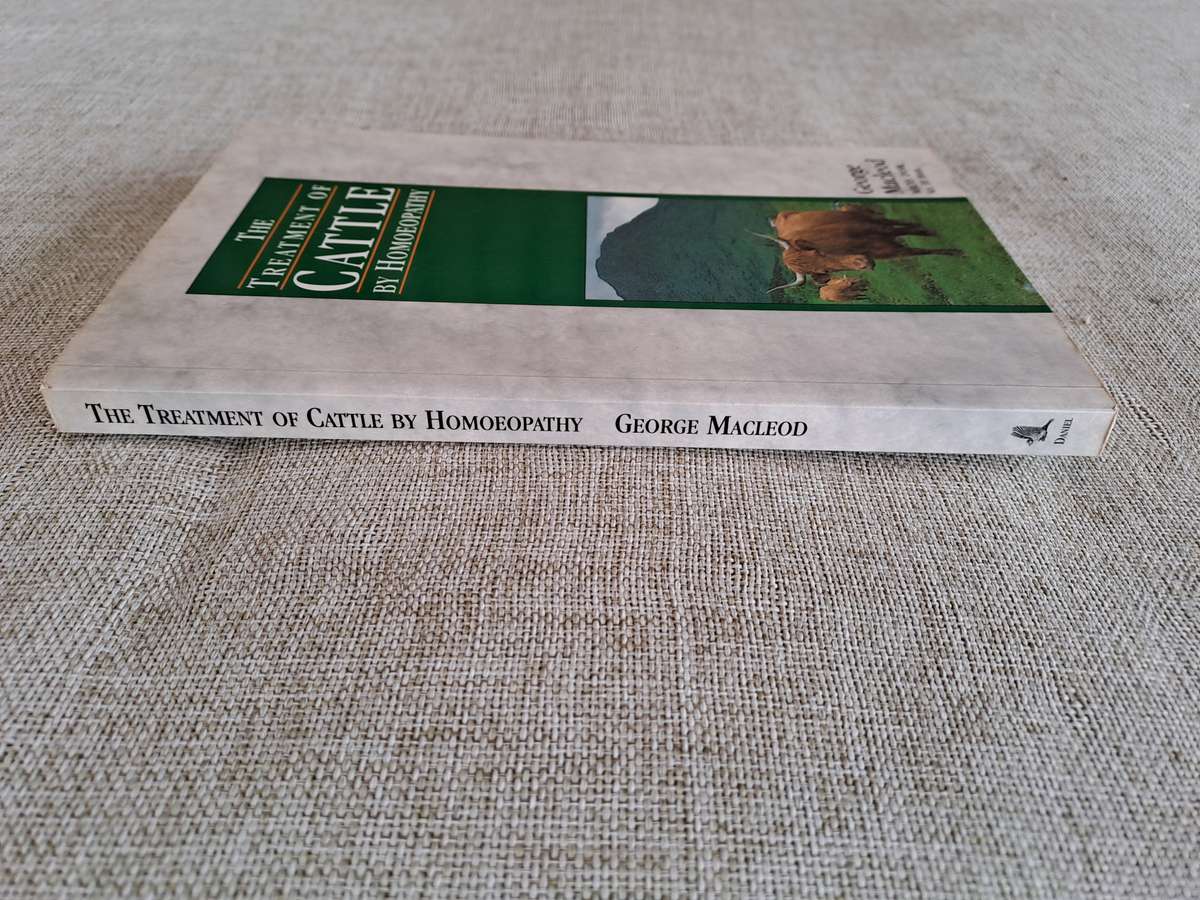 THE
TREATMENT OF
CATTLE
BY HOMOEOPATHY
George
Macleod
THE TREATMENT OF CATTLE BY HOMOEOPATHY GEORGE MACLEOD
DANIEL